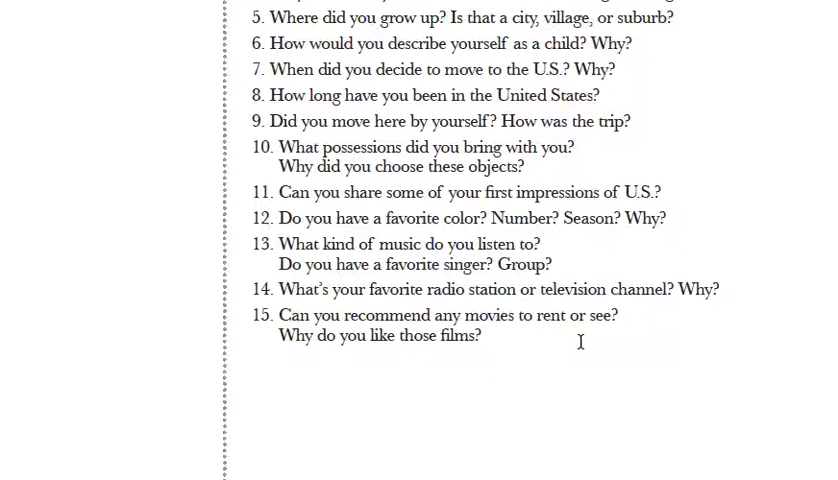 5. Where did you grow up? Is that a city, village, or suburb?
6. How would you describe yourself as a child? Why?
7. When did you decide to move to the U.S.? Why?
8. How long have you been in the United States?
9. Did you move here by yourself? How was the trip?
10. What possessions did you bring with you?
Why did you choose these objects?
11. Can you share some of your first impressions of U.S.?
12. Do you have a favorite color? Number? Season? Why?
13. What kind of music do you listen to?
Do you have a favorite singer? Group?
14. What's your favorite radio station or television channel? Why?
15. Can you recommend any movies to rent or see?
Why do you like those films?